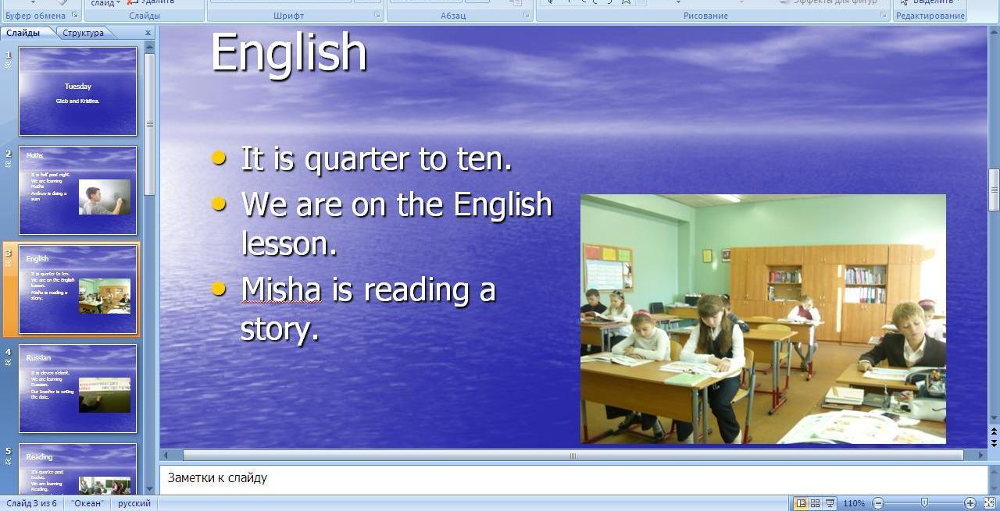 слайд
Удалить
Эффекты для фигур
Выделить
Буфер обмена
Слайды
Шрифт
Абзац
Рисование
Редактирование
Слайды
Структура
x
1
Tuesday
Gleb and Kristina.
2
Maths
It is half past eight.
We are learning
Maths
Andrew is doing a
sum
3
English
It is quarter to ten.
We are on the English
lesson.
Misha is reading a
story.
4
Russian
It is eleven o'clock.
We are learning
Russian.
Our teacher is writing
the date.
5
Reading
It's quarter past
twelve.
We are learning
Reading.
English
It is quarter to ten.
We are on the English
lesson.
Misha is reading a
story.
Заметки к слайду
Слайд 3 из 6
"Океан"
русский
110%